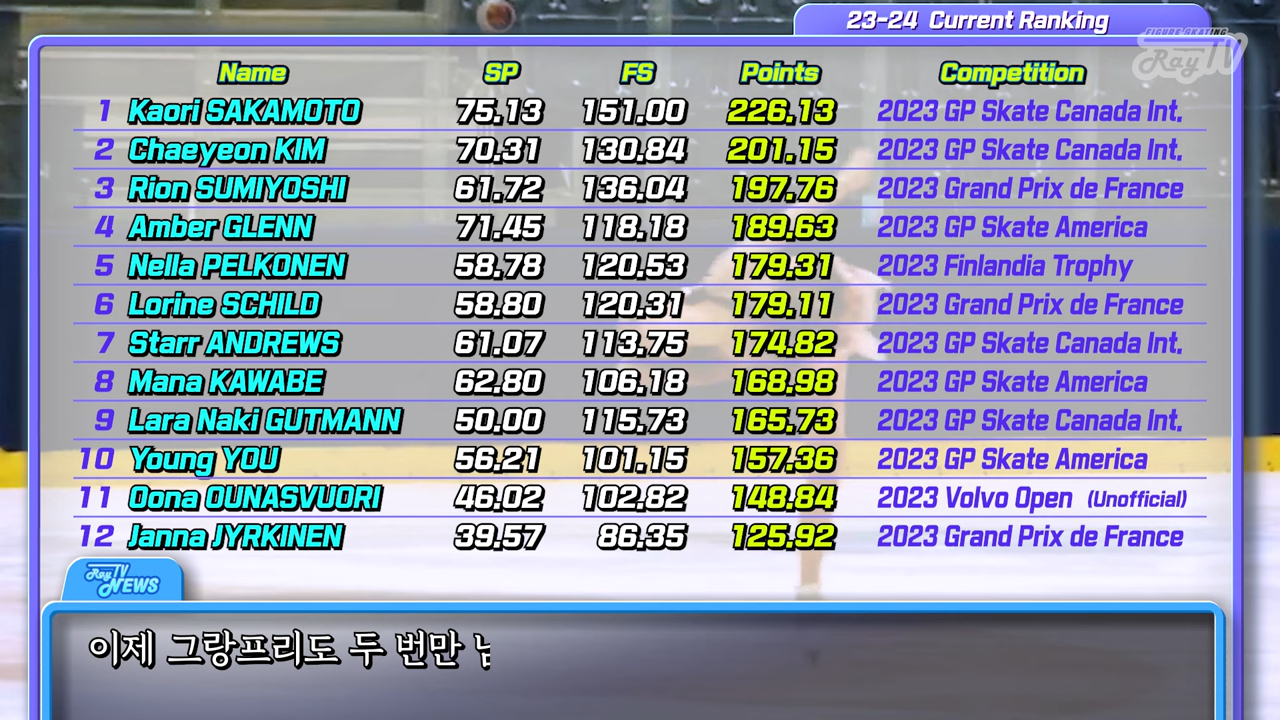 23-24 Current Ranking
FIGURE SKATING
RayTV
Name SP FS Points Competition
1 Kaori SAKAMOTO 75.13 151.00 226.13 2023 GP Skate Canada Int.
2 Chaeyeon KIM 70.31 130.84 201.15 2023 GP Skate Canada Int.
3 Rion SUMIYOSHI 61.72 136.04 197.76 2023 Grand Prix de France
4 Amber GLENN 71.45 118.18 189.63 2023 GP Skate America
5 Nella PELKONEN 58.78 120.53 179.31 2023 Finlandia Trophy
6 Lorine SCHILD 58.80 120.31 179.11 2023 Grand Prix de France
7 Starr ANDREWS 61.07 113.75 174.82 2023 GP Skate Canada Int.
8 Mana KAWABE 62.80 106.18 168.98 2023 GP Skate America
9 Lara Naki GUTMANN 50.00 115.73 165.73 2023 GP Skate Canada Int.
10 Young YOU 56.21 101.15 157.36 2023 GP Skate America
11 Oona OUNASVUORI 46.02 102.82 148.84 2023 Volvo Open (Unofficial)
12 Janna JYRKINEN 39.57 86.35 125.92 2023 Grand Prix de France
RayTV
NEWS
이제 그랑프리도 두 번만